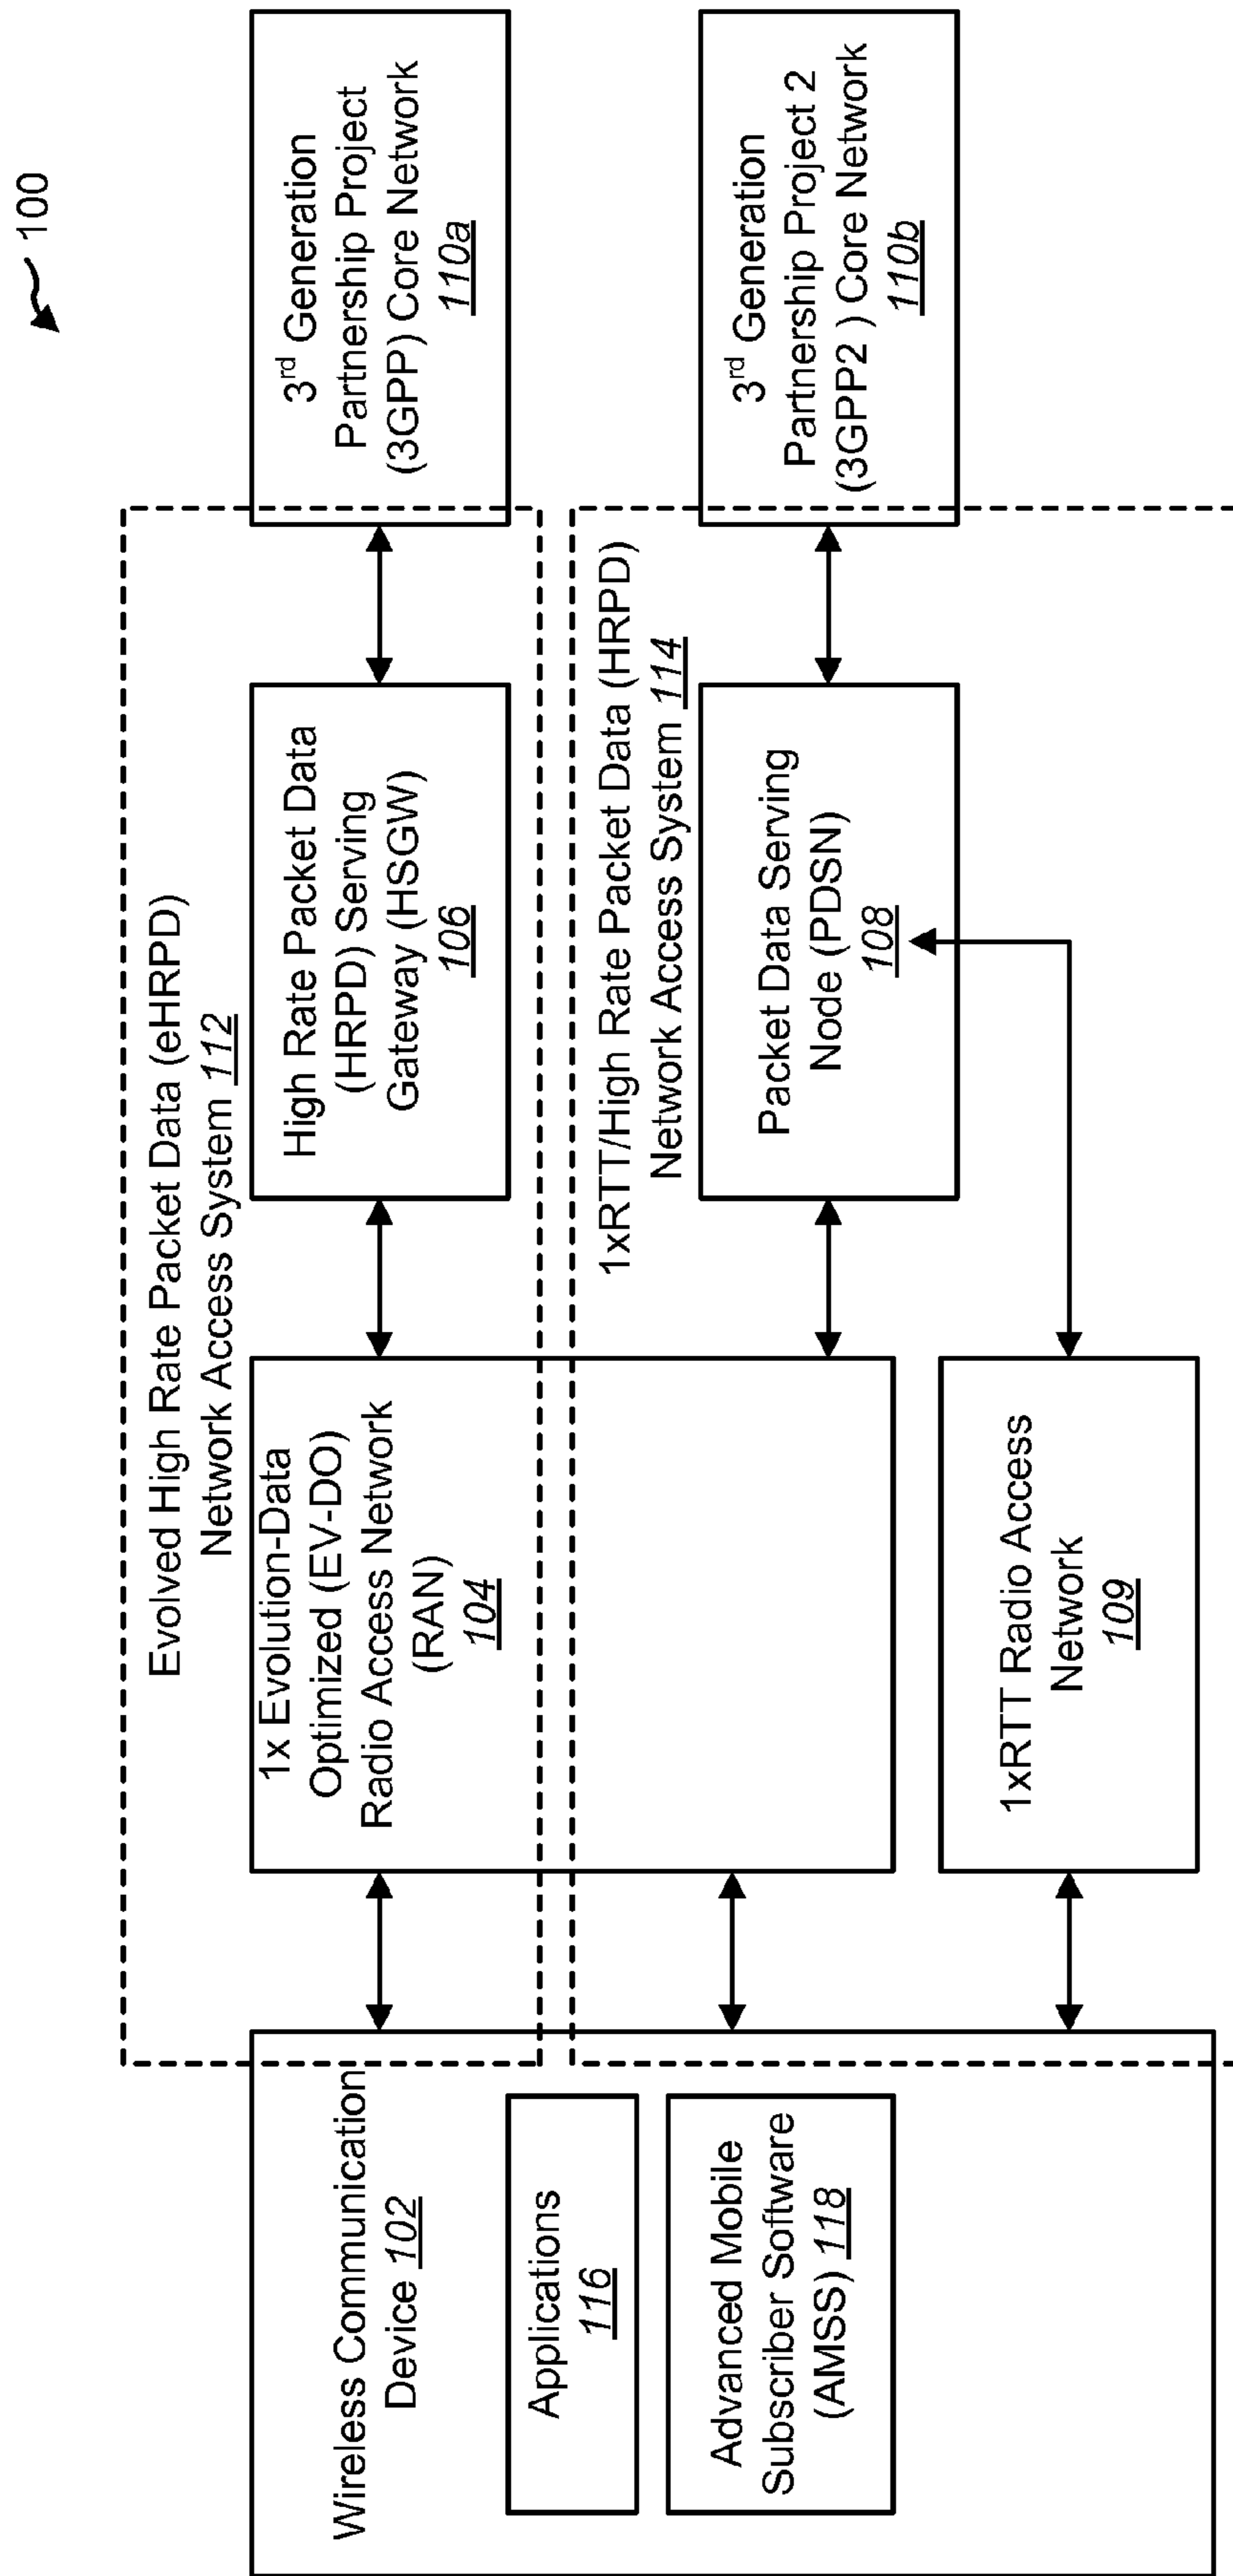 100
Evolved High Rate Packet Data (eHRPD)
Network Access System 112
Wireless Communication
Device 102
Applications
116
Advanced Mobile
Subscriber Software
(AMSS) 118
1x Evolution-Data
Optimized (EV-DO)
Radio Access Network
(RAN)
104
High Rate Packet Data
(HRPD) Serving
Gateway (HSGW)
106
3rd Generation
Partnership Project
(3GPP) Core Network
110a
1xRTT/High Rate Packet Data (HRPD)
Network Access System 114
Packet Data Serving
Node (PDSN)
108
3rd Generation
Partnership Project 2
(3GPP2 ) Core Network
110b
1xRTT Radio Access
Network
109